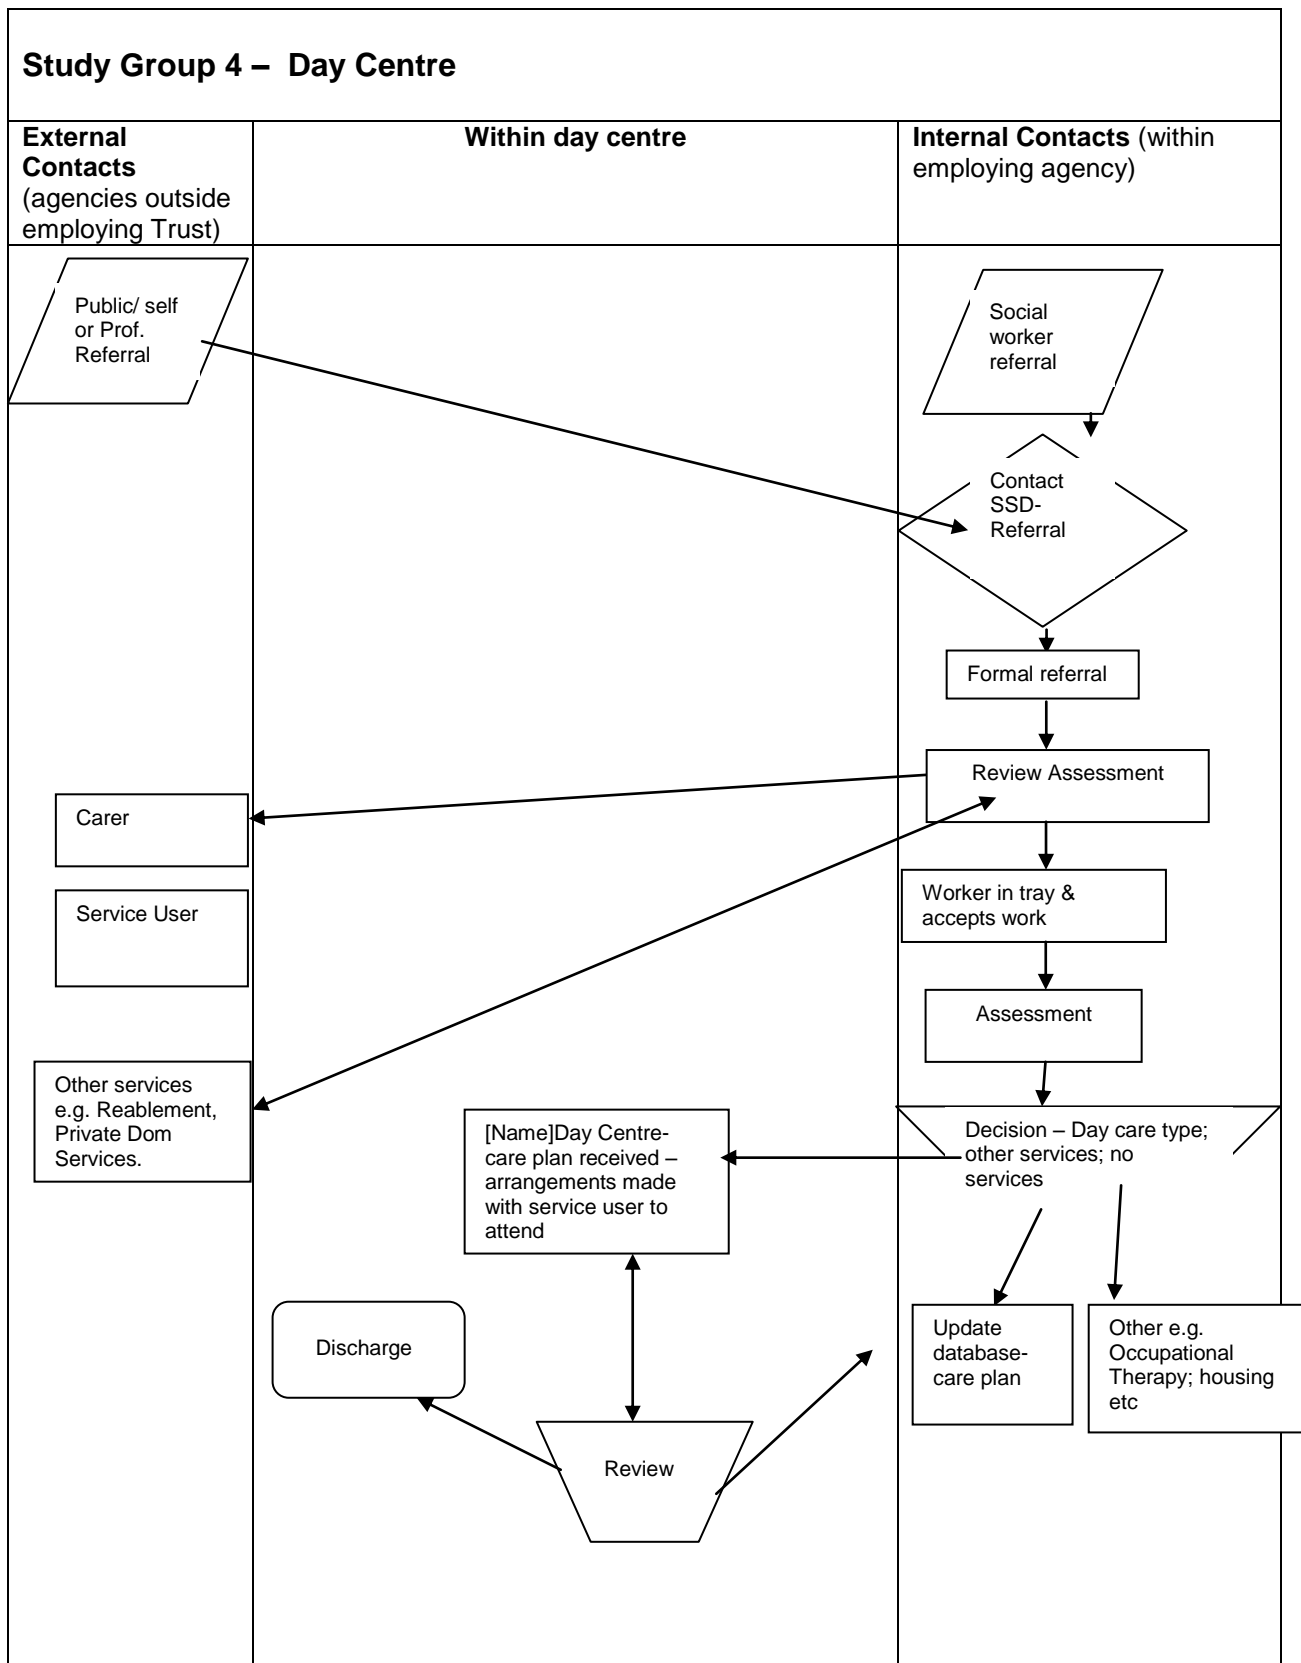 Study Group 4 – Day Centre
External
Contacts
(agencies outside
employing Trust)
Within day centre
Internal Contacts (within
employing agency)
Public/ self
or Prof.
Referral
Social
worker
referral
Contact
SSD-
Referral
Formal referral
Review Assessment
Carer
Worker in tray &
accepts work
Service User
Assessment
Other services
e.g. Reablement,
Private Dom
Services.
[Name]Day Centre-
care plan received –
arrangements made
with service user to
attend
Decision – Day care type;
other services; no
services
Discharge
Update
database-
care plan
Other e.g.
Occupational
Therapy; housing
etc
Review